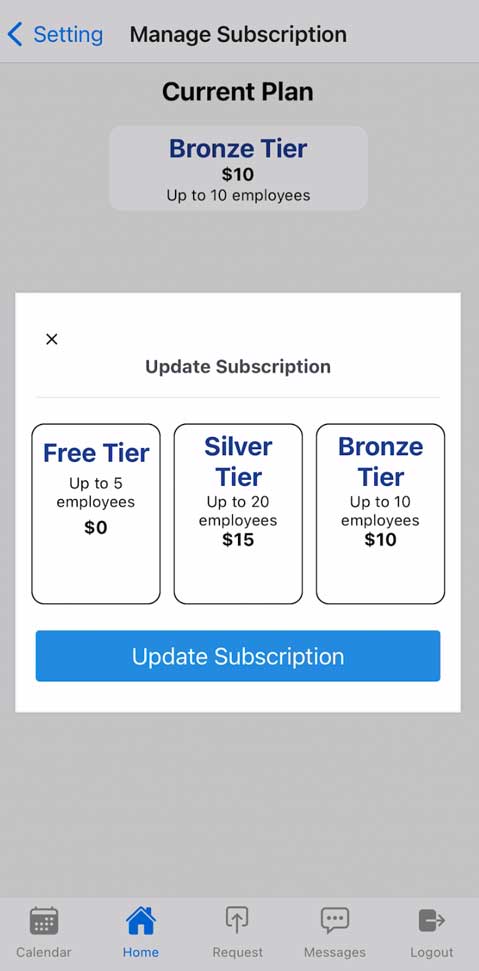 Setting Manage Subscription
Current Plan
Bronze Tier
$10
Up to 10 employees
×
Update Subscription
Free Tier
Up to 5
employees
$0
Silver
Tier
Up to 20
employees
$15
Bronze
Tier
Up to 10
employees
$10
Update Subscription
Calendar Home Request Messages Logout